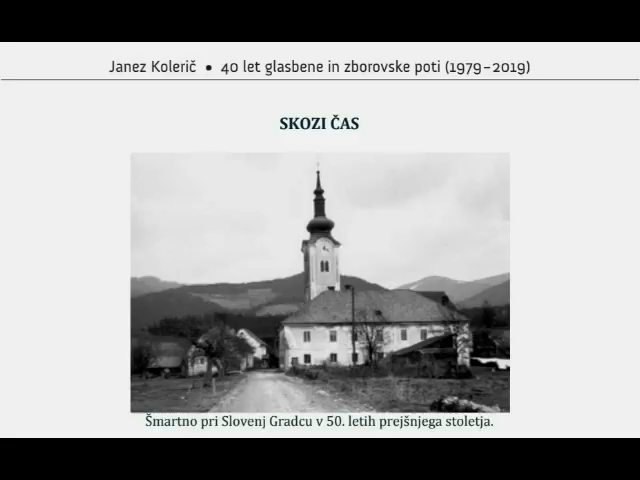 Janez Kolerič • 40 let glasbene in zborovske poti (1979–2019)
SKOZI ČAS
Šmartno pri Slovenj Gradcu v 50. letih prejšnjega stoletja.